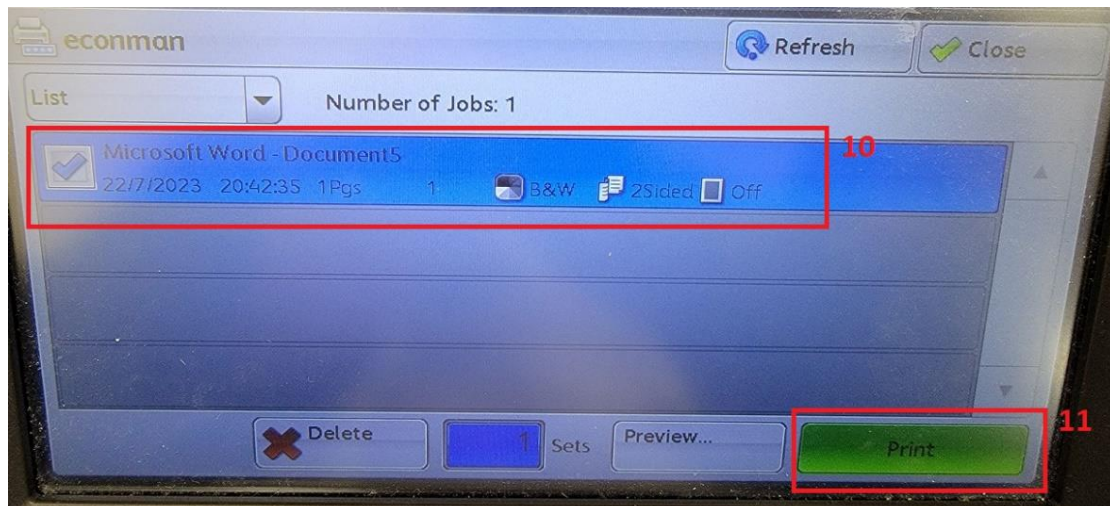 econman Refresh Close
List Number of Jobs: 1
10
Microsoft Word - Document5
22/7/2023 20:42:35 1Pgs 1 B&W 2Sided Off
Delete 1 Sets Preview... Print
11